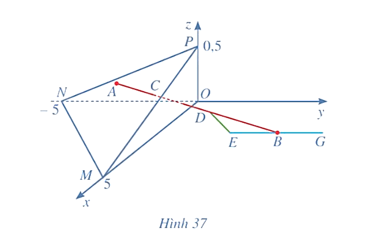 z
P 0,5
N A C O
– 5 y
D
E B G
M 5
x
Hình 37